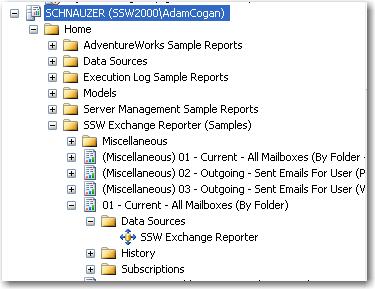 SCHNAUZER (SSW2000\AdamCogan)
Home
AdventureWorks Sample Reports
Data Sources
Execution Log Sample Reports
Models
Server Management Sample Reports
SSW Exchange Reporter (Samples)
Miscellaneous
(Miscellaneous) 01 - Current - All Mailboxes (By Folder -
(Miscellaneous) 02 - Outgoing - Sent Emails For User (P
(Miscellaneous) 03 - Outgoing - Sent Emails For User (V
01 - Current - All Mailboxes (By Folder)
Data Sources
SSW Exchange Reporter
History
Subscriptions